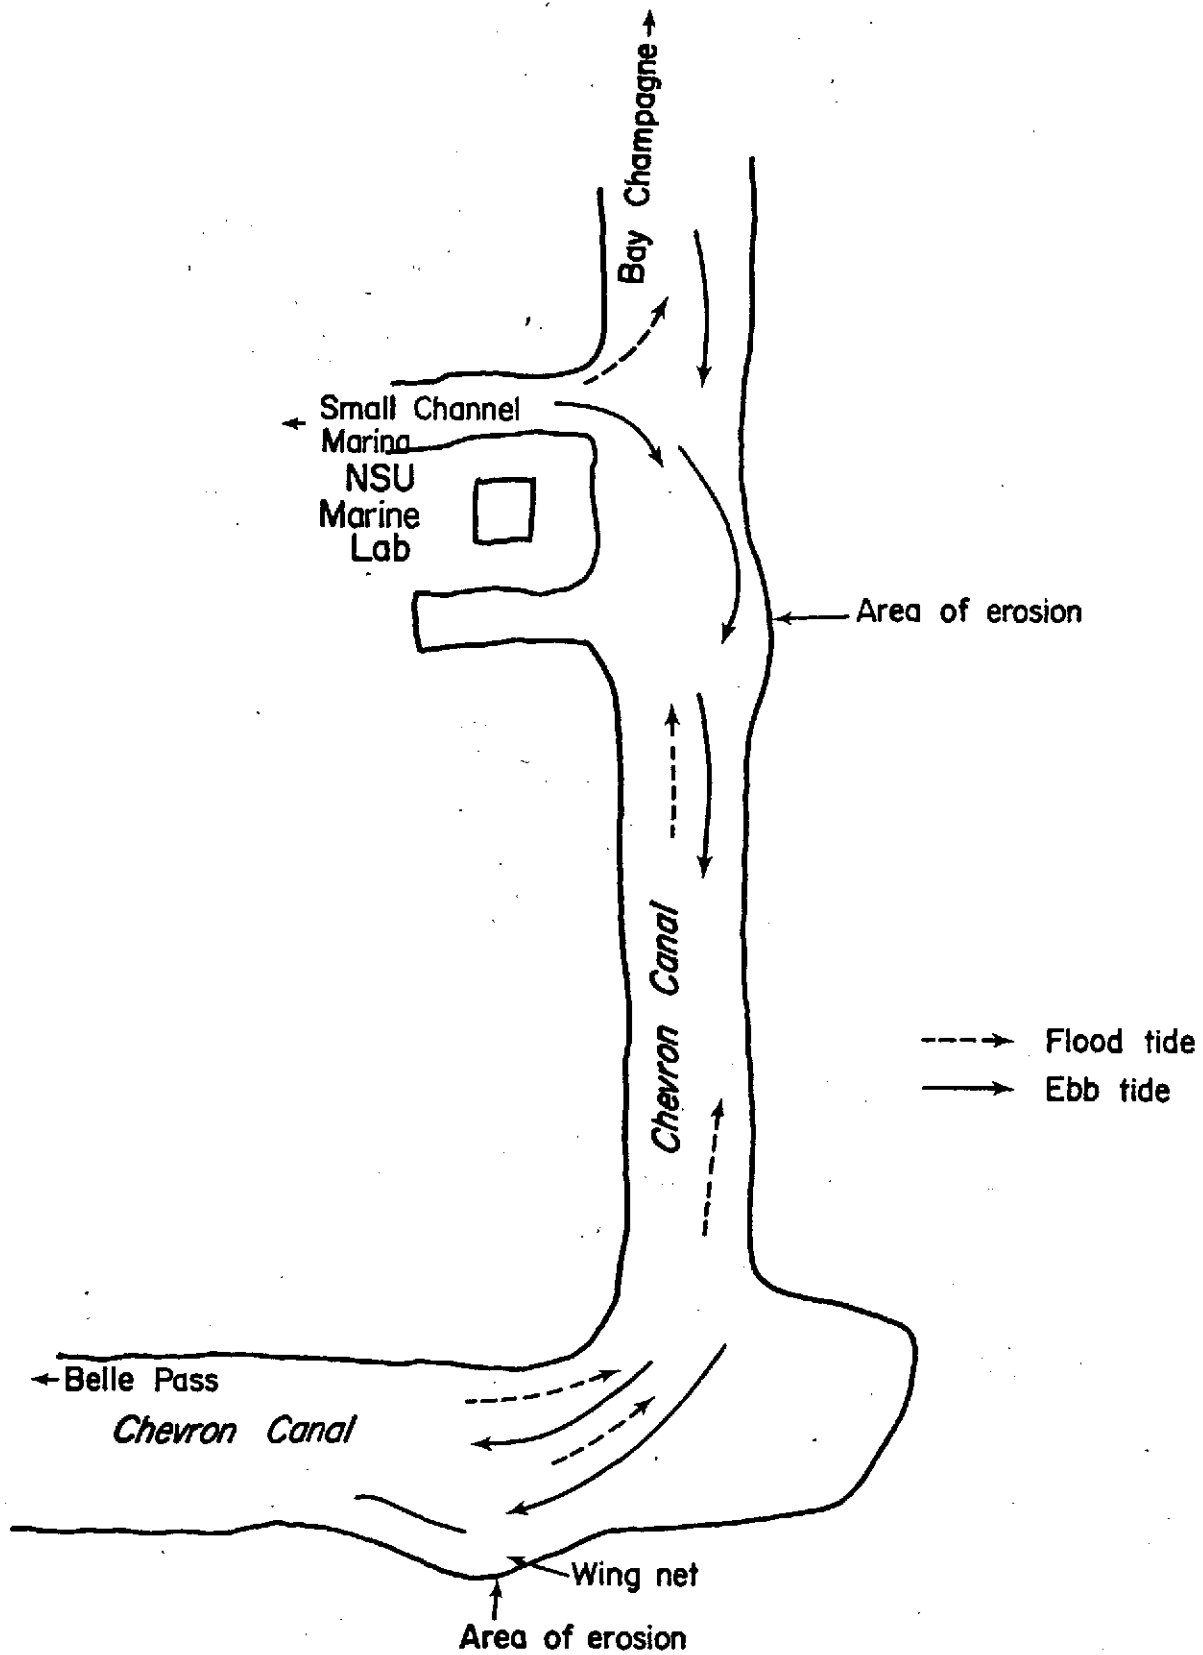 Bay Champagne
Small Channel
Marina
NSU
Marine
Lab
Area of erosion
Chevron Canal
Flood tide
Ebb tide
Belle Pass
Chevron Canal
Wing net
Area of erosion